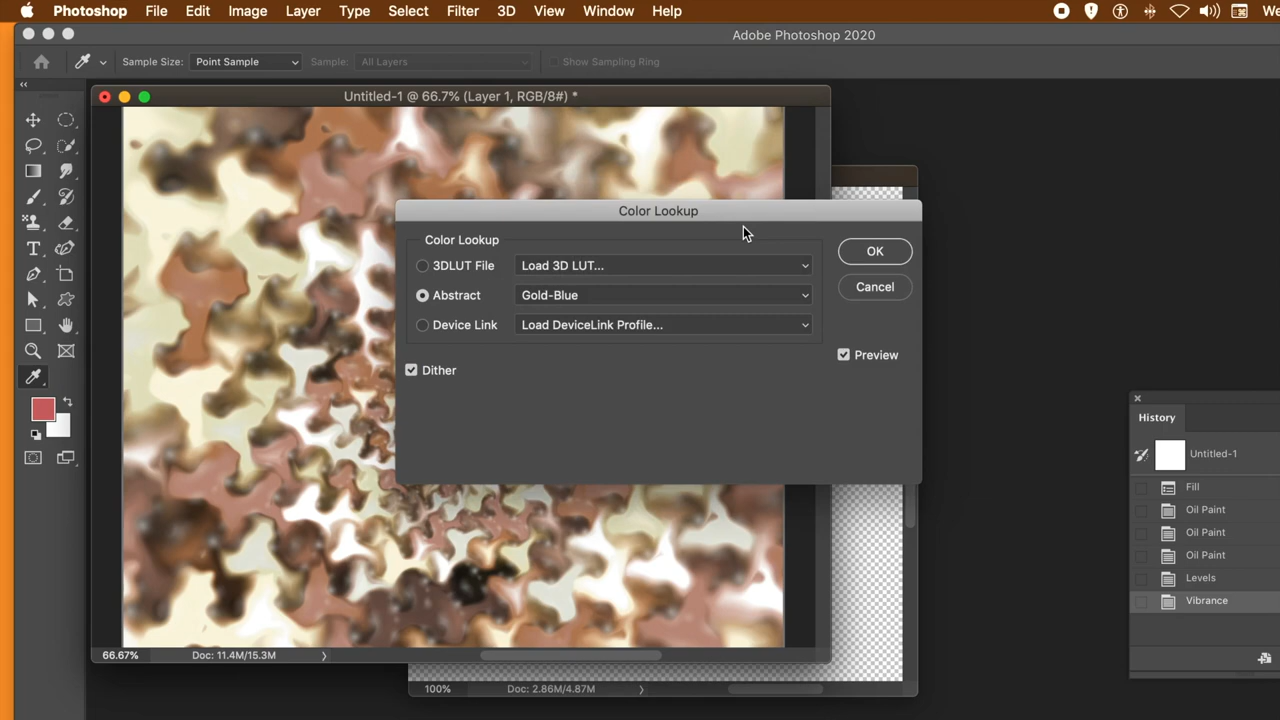 Photoshop File Edit Image Layer Type Select Filter 3D View Window Help We
Adobe Photoshop 2020
Sample Size: Point Sample Sample: All Layers Show Sampling Ring
Untitled-1 @ 66.7% (Layer 1, RGB/8#) *
Color Lookup
Color Lookup
3DLUT File Load 3D LUT...
OK
Abstract Gold-Blue
Cancel
Device Link Load DeviceLink Profile...
Preview
Dither
History
Untitled-1
Fill
Oil Paint
Oil Paint
Oil Paint
Levels
Vibrance
66.67% Doc: 11.4M/15.3M
100% Doc: 2.86M/4.87M